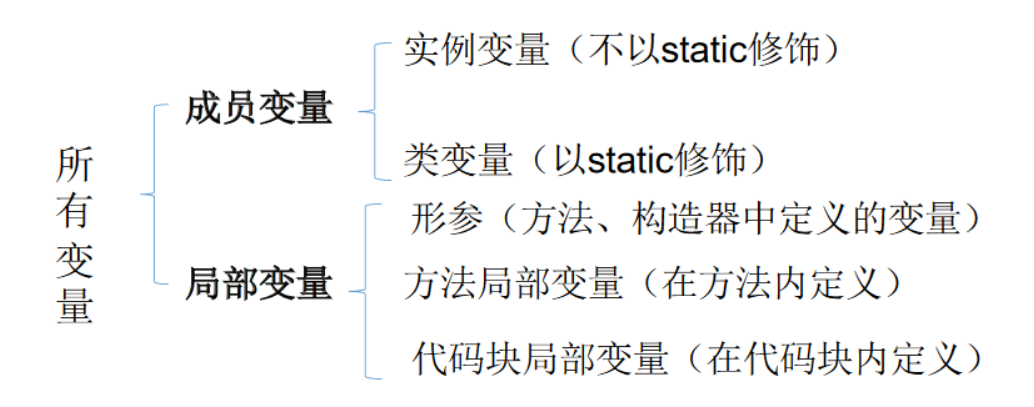 所有变量
成员变量
实例变量（不以static修饰）
类变量（以static修饰）
局部变量
形参（方法、构造器中定义的变量）
方法局部变量（在方法内定义）
代码块局部变量（在代码块内定义）